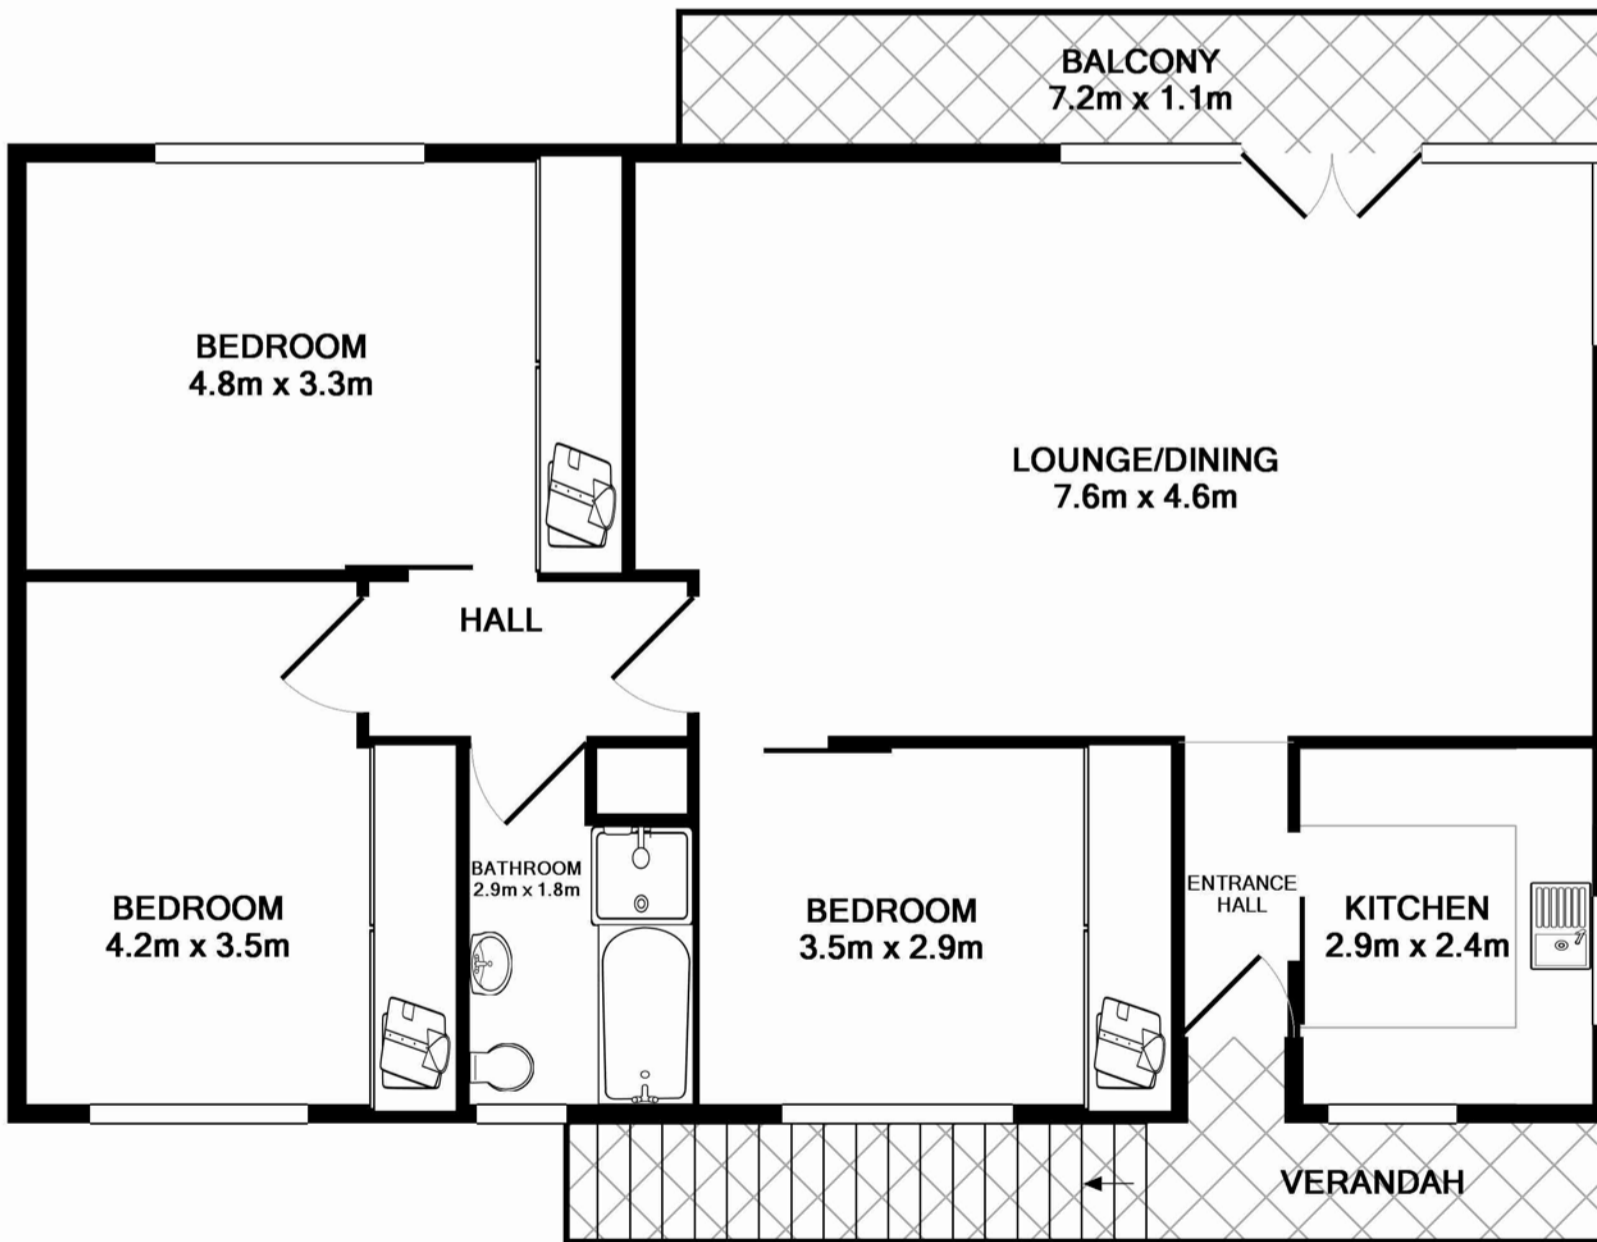 BALCONY
7.2m x 1.1m
BEDROOM
4.8m x 3.3m
LOUNGE/DINING
7.6m x 4.6m
HALL
BATHROOM
2.9m x 1.8m
BEDROOM
4.2m x 3.5m
BEDROOM
3.5m x 2.9m
ENTRANCE
HALL
KITCHEN
2.9m x 2.4m
VERANDAH